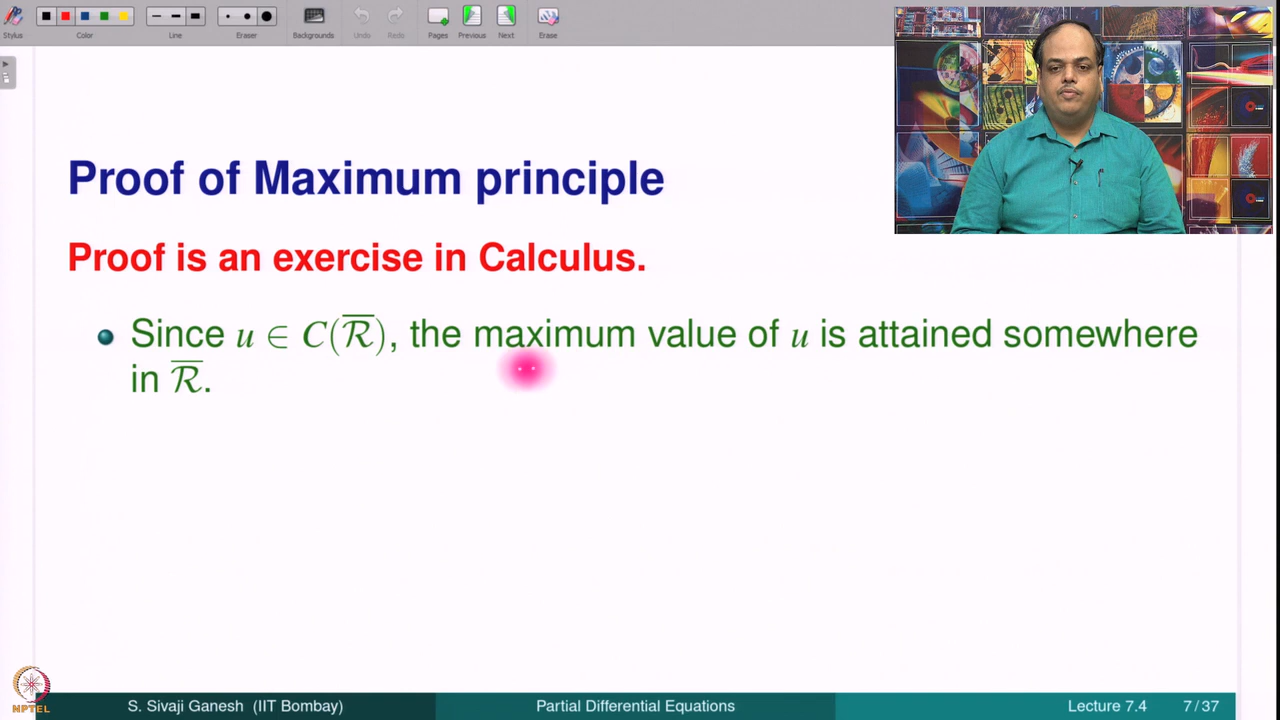 Stylus
Color
Line
Eraser
Backgrounds
Undo
Redo
Pages
Previous
Next
Erase
Proof of Maximum principle
Proof is an exercise in Calculus.
Since u ∈ C(R̅), the maximum value of u is attained somewhere
in R̅.
NPTEL
S. Sivaji Ganesh (IIT Bombay)
Partial Differential Equations
Lecture 7.4
7/37